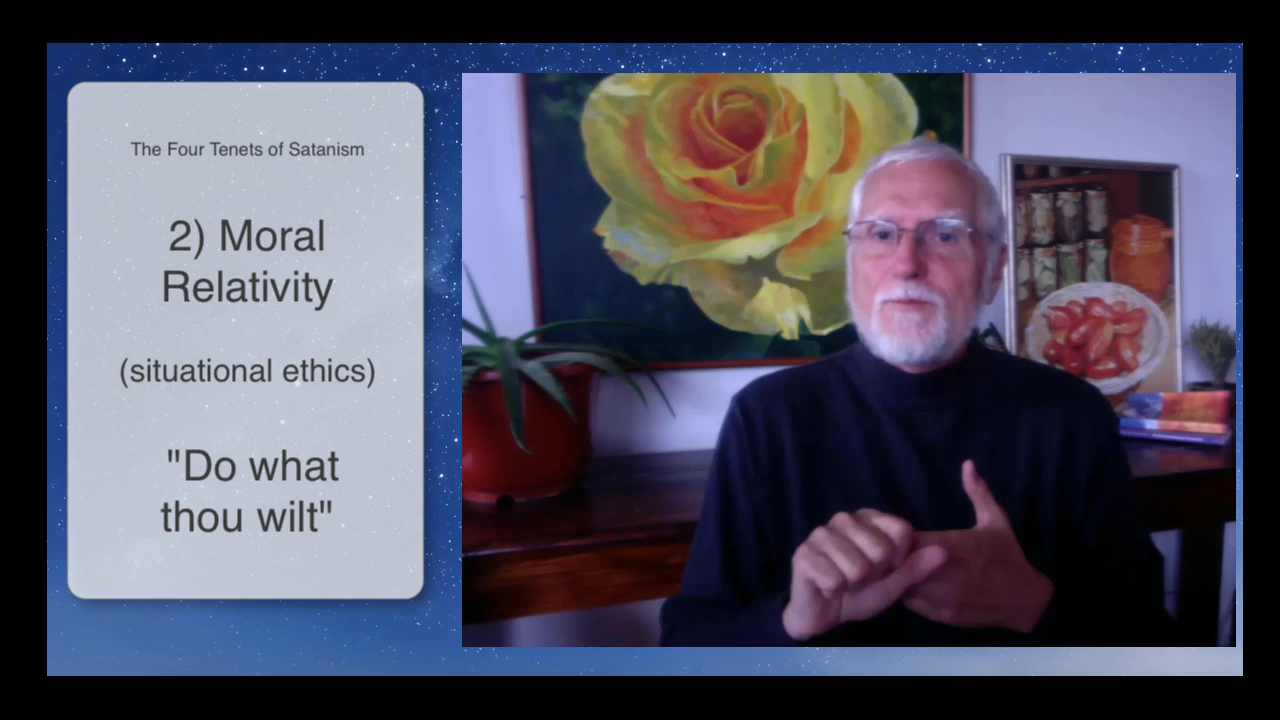 The Four Tenets of Satanism
2) Moral
Relativity
(situational ethics)
"Do what
thou wilt"